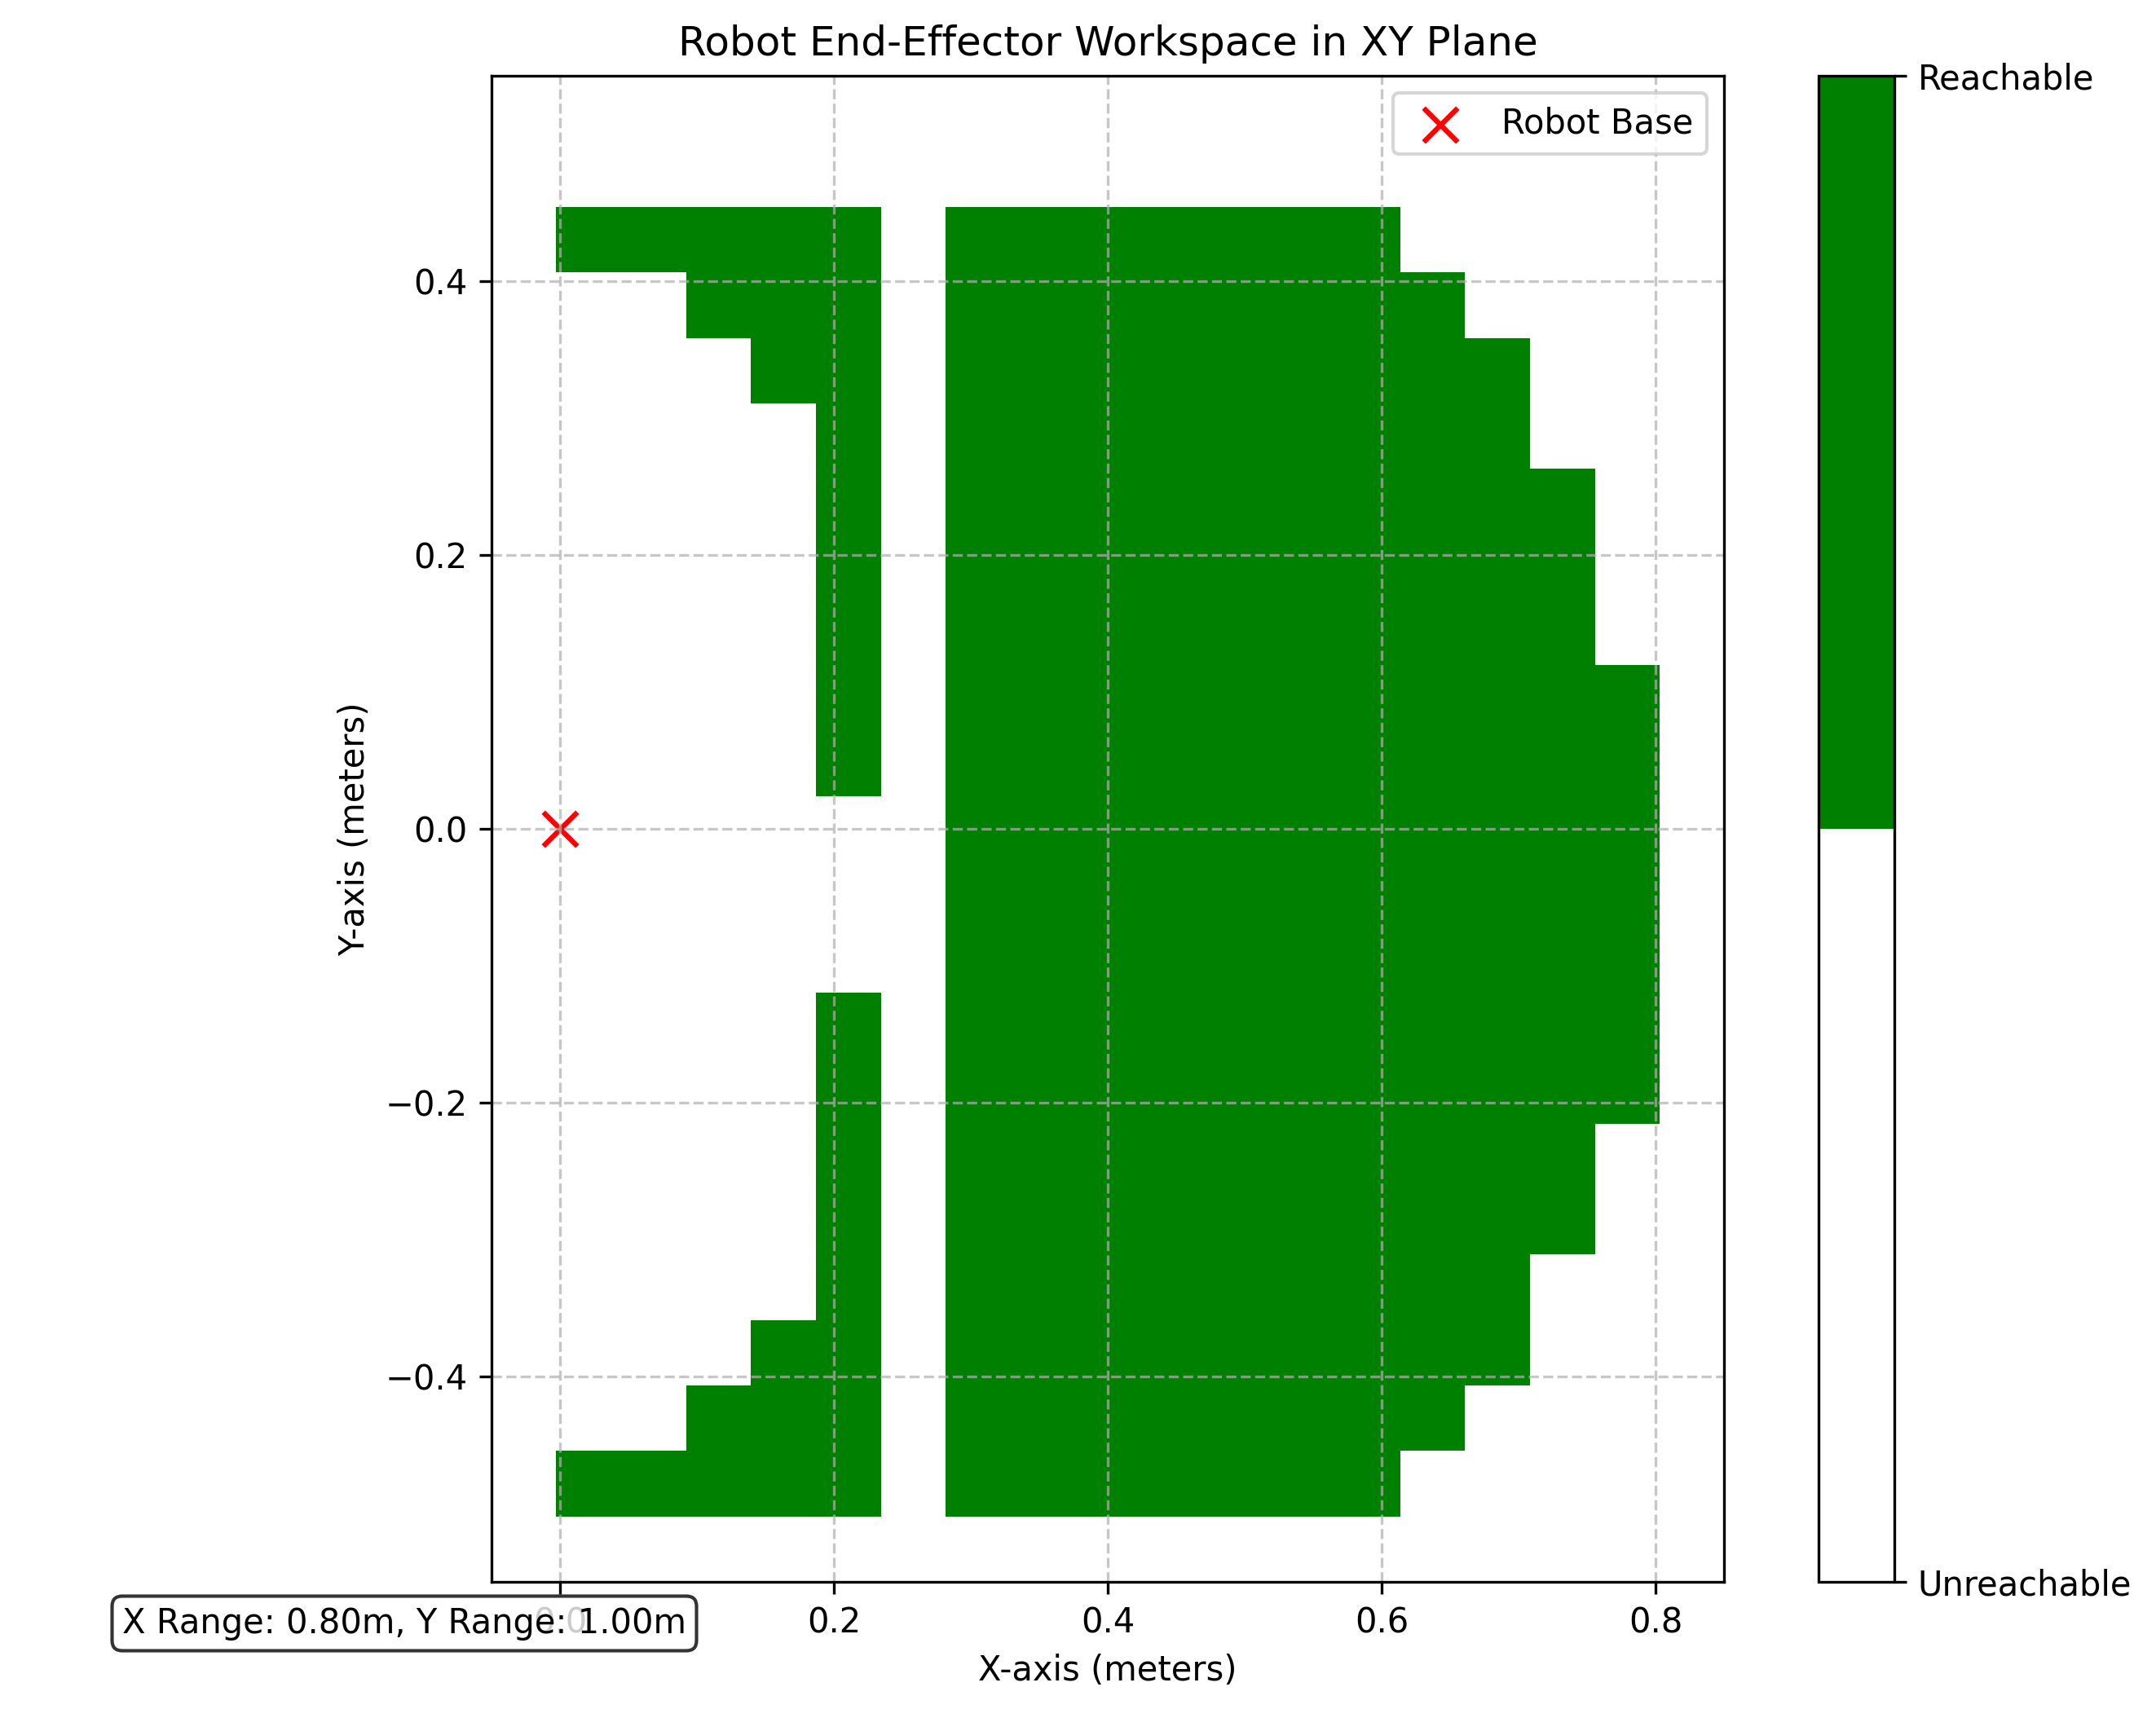 Robot End-Effector Workspace in XY Plane
Robot Base
Reachable
Unreachable
Y-axis (meters)
0.4
0.2
0.0
−0.2
−0.4
X Range: 0.80m, Y Range: 1.00m
0.2
0.4
0.6
0.8
X-axis (meters)